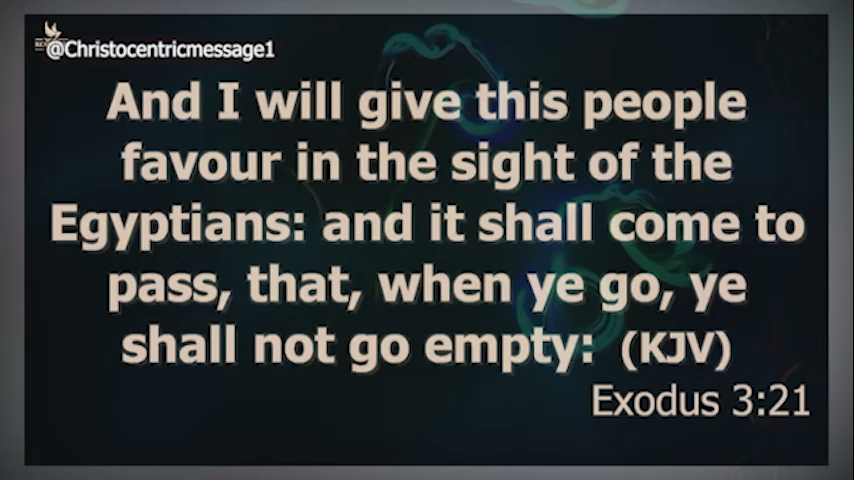 @Christocentricmessage1
And I will give this people
favour in the sight of the
Egyptians: and it shall come to
pass, that, when ye go, ye
shall not go empty: (KJV)
Exodus 3:21